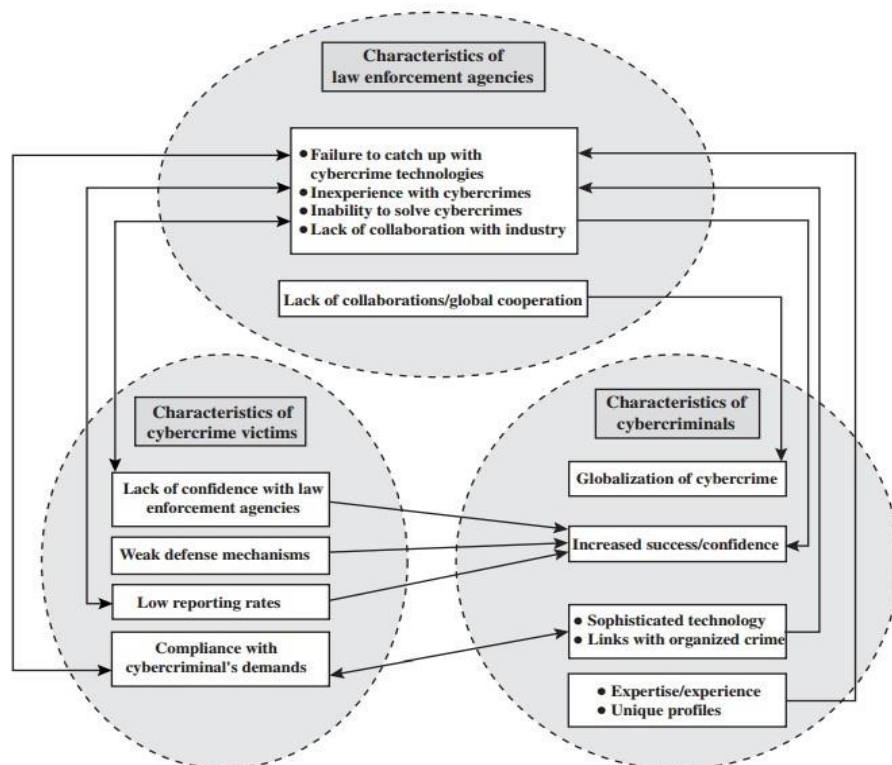 Characteristics of
law enforcement agencies
● Failure to catch up with
cybercrime technologies
● Inexperience with cybercrimes
● Inability to solve cybercrimes
● Lack of collaboration with industry
Lack of collaborations/global cooperation
Characteristics of
cybercrime victims
Lack of confidence with law
enforcement agencies
Weak defense mechanisms
Low reporting rates
Compliance with
cybercriminal's demands
Characteristics of
cybercriminals
Globalization of cybercrime
Increased success/confidence
● Sophisticated technology
● Links with organized crime
● Expertise/experience
● Unique profiles